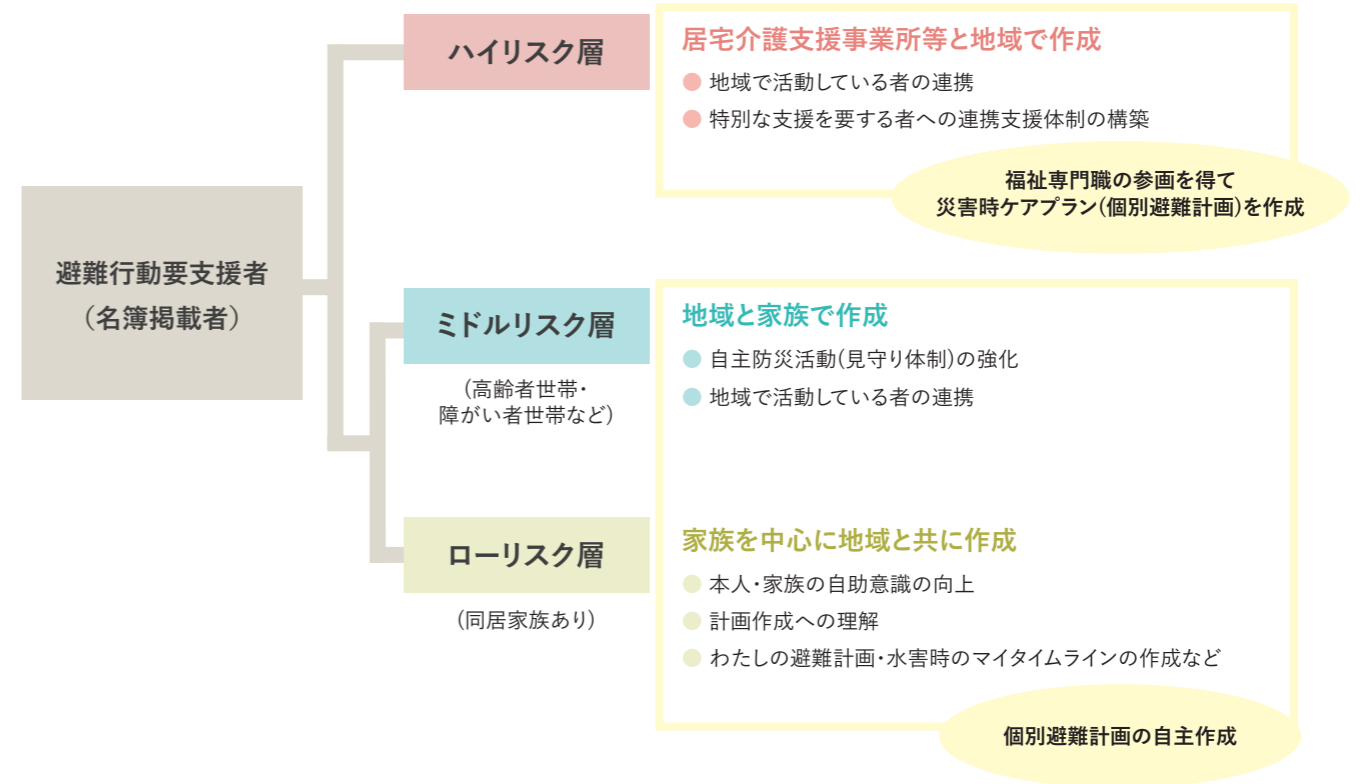 避難行動要支援者
（名簿掲載者）
ハイリスク層
居宅介護支援事業所等と地域で作成
● 地域で活動している者の連携
● 特別な支援を要する者への連携支援体制の構築
福祉専門職の参画を得て
災害時ケアプラン(個別避難計画)を作成
ミドルリスク層
(高齢者世帯・
障がい者世帯など)
地域と家族で作成
● 自主防災活動(見守り体制)の強化
● 地域で活動している者の連携
ローリスク層
(同居家族あり)
家族を中心に地域と共に作成
● 本人・家族の自助意識の向上
● 計画作成への理解
● わたしの避難計画・水害時のマイタイムラインの作成など
個別避難計画の自主作成